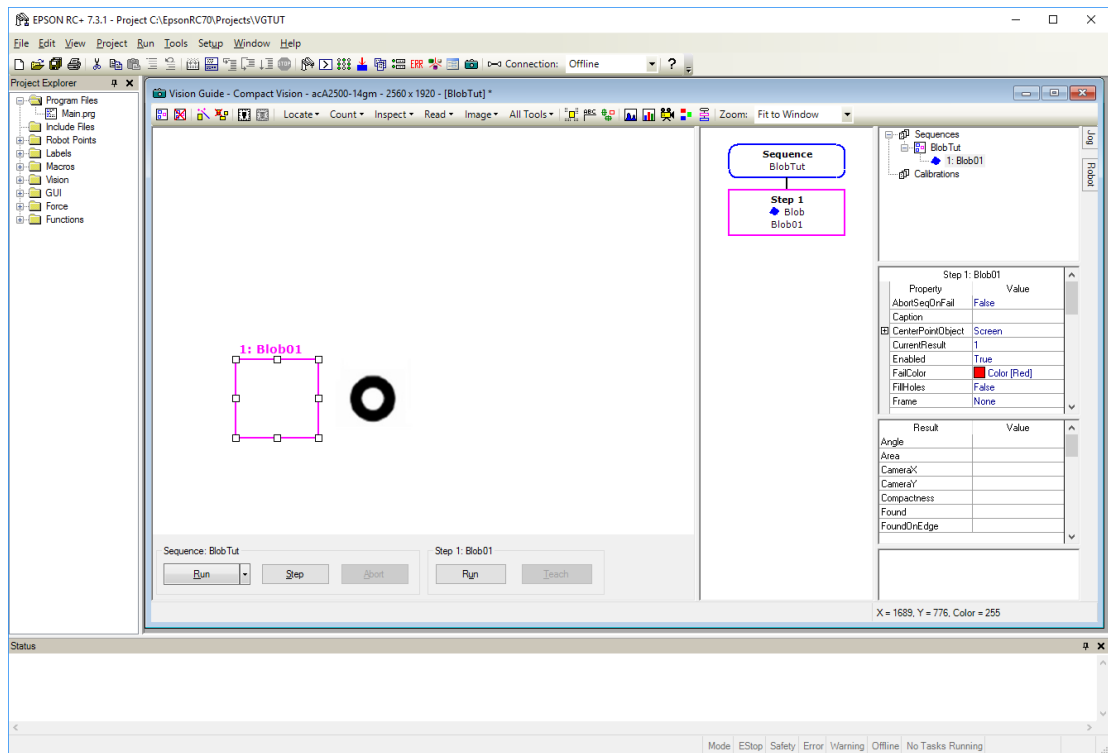 EPSON RC+ 7.3.1 - Project C:\EpsonRC70\Projects\VGTUT
File Edit View Project Run Tools Setup Window Help
ERR Connection: Offline ?
Project Explorer
Program Files
Main.prg
Include Files
Robot Points
Labels
Macros
Vision
GUI
Force
Functions
Vision Guide - Compact Vision - acA2500-14gm - 2560 x 1920 - [BlobTut] *
Locate Count Inspect Read Image All Tools ABC Zoom: Fit to Window
1: Blob01
Sequence: BlobTut
Run Step Abort
Step 1: Blob01
Run Teach
Sequence
BlobTut
Step 1
Blob
Blob01
Sequences
BlobTut
1: Blob01
Calibrations
Jog
Robot
Step 1: Blob01
Property Value
AbortSeqOnFail False
Caption
CenterPointObject Screen
CurrentResult 1
Enabled True
FailColor Color [Red]
FillHoles False
Frame None
Result Value
Angle
Area
CameraX
CameraY
Compactness
Found
FoundOnEdge
X = 1689, Y = 776, Color = 255
Status
Mode EStop Safety Error Warning Offline No Tasks Running